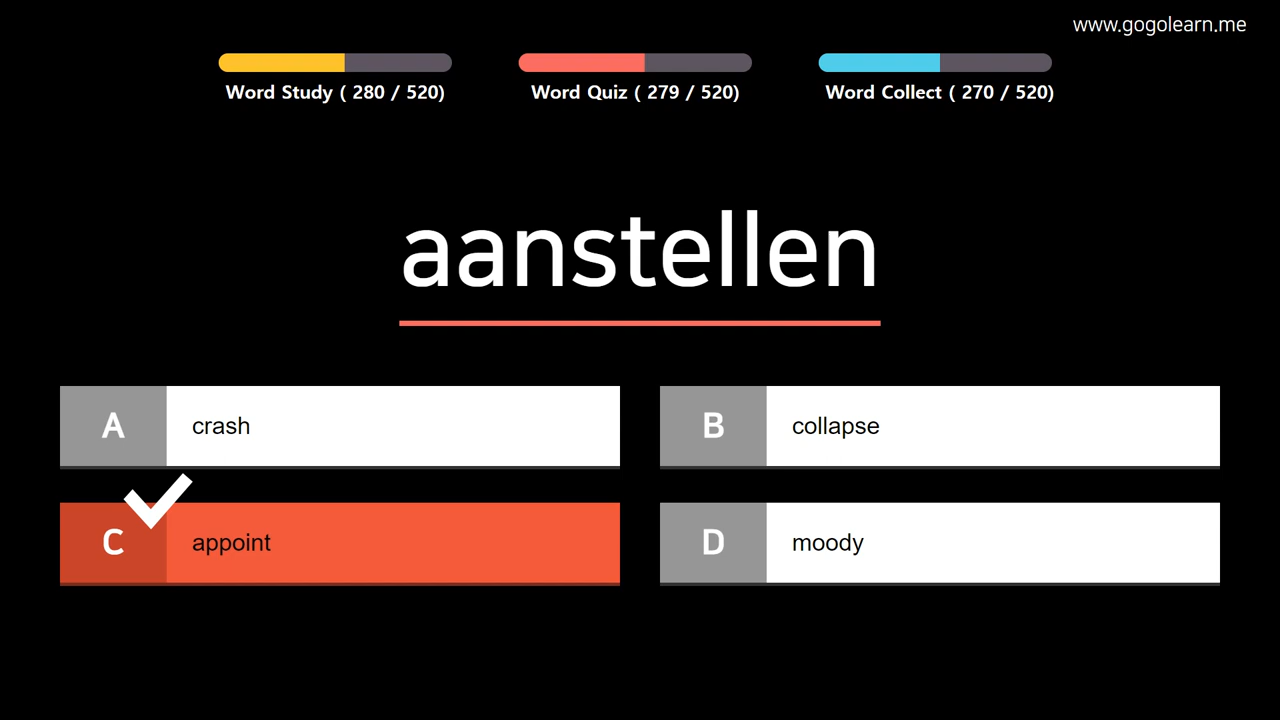 www.gogolearn.me
Word Study ( 280 / 520)
Word Quiz ( 279 / 520)
Word Collect ( 270 / 520)
aanstellen
A crash
B collapse
C appoint
D moody